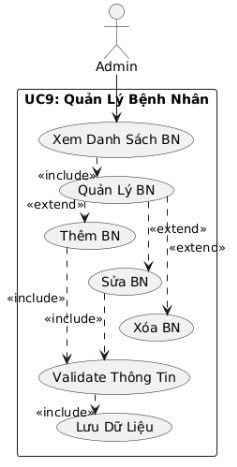 Admin
UC9: Quản Lý Bệnh Nhân
Xem Danh Sách BN
«include»
Quản Lý BN
«extend»
Thêm BN
«extend»
«extend»
Sửa BN
«include»
«include»
Xóa BN
Validate Thông Tin
«include»
Lưu Dữ Liệu